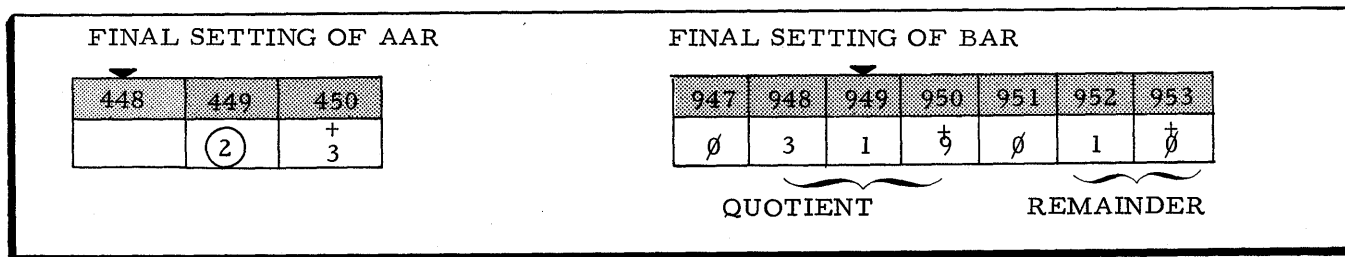 FINAL SETTING OF AAR FINAL SETTING OF BAR
448 449 450 947 948 949 950 951 952 953
2 + 3 Ø 3 1 + 9 Ø 1 + Ø
QUOTIENT REMAINDER